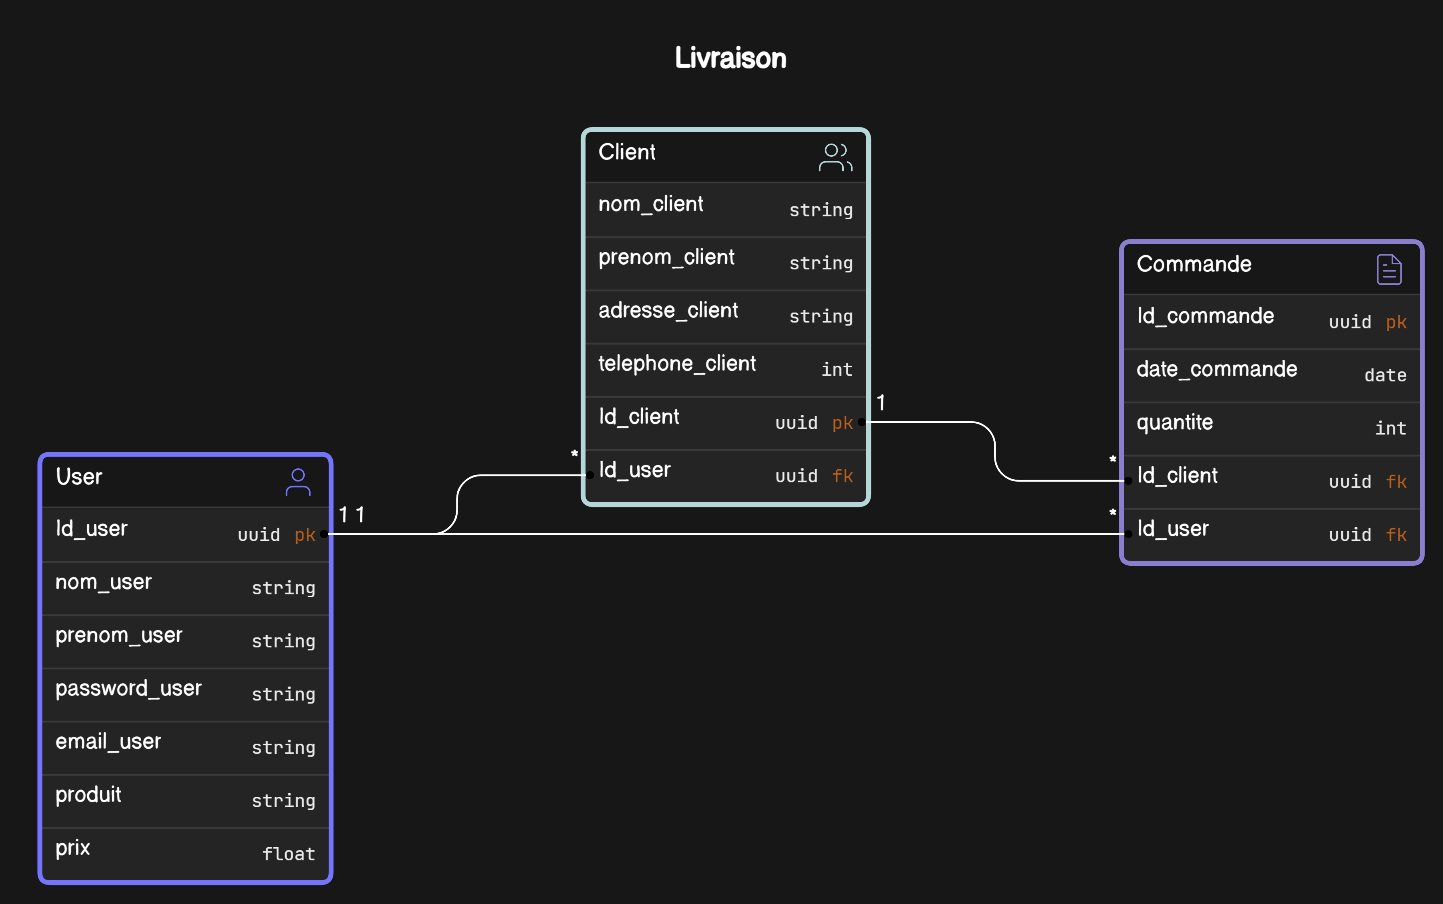 Livraison
Client
nom_client string
prenom_client string
adresse_client string
telephone_client int
Id_client uuid pk
Id_user uuid fk
1
*
Commande
Id_commande uuid pk
date_commande date
quantite int
Id_client uuid fk
Id_user uuid fk
*
*
User
Id_user uuid pk
nom_user string
prenom_user string
password_user string
email_user string
produit string
prix float
1 1